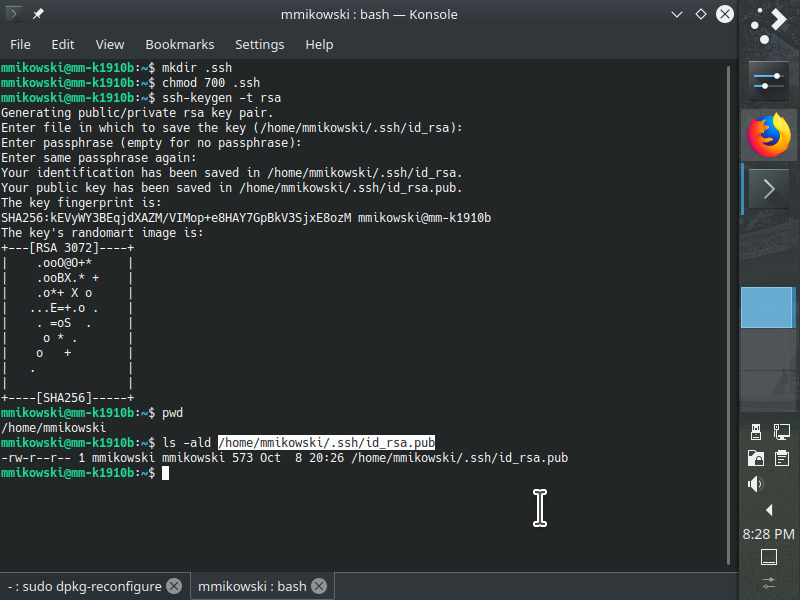 mmikowski : bash — Konsole
File Edit View Bookmarks Settings Help
mmikowski@mm-k1910b:~$ mkdir .ssh
mmikowski@mm-k1910b:~$ chmod 700 .ssh
mmikowski@mm-k1910b:~$ ssh-keygen -t rsa
Generating public/private rsa key pair.
Enter file in which to save the key (/home/mmikowski/.ssh/id_rsa):
Enter passphrase (empty for no passphrase):
Enter same passphrase again:
Your identification has been saved in /home/mmikowski/.ssh/id_rsa.
Your public key has been saved in /home/mmikowski/.ssh/id_rsa.pub.
The key fingerprint is:
SHA256:kEVyWY3BEqjdXAZM/VIMop+e8HAY7GpBkV3SjxE8ozM mmikowski@mm-k1910b
The key's randomart image is:
+---[RSA 3072]----+
|    .ooO@O+*     |
|    .ooBX.* +    |
|    .o*+ X o     |
|   ...E=+.o .    |
|    . =oS  .     |
|     o * .       |
|    o   +        |
|   .             |
|                 |
+----[SHA256]-----+
mmikowski@mm-k1910b:~$ pwd
/home/mmikowski
mmikowski@mm-k1910b:~$ ls -ald /home/mmikowski/.ssh/id_rsa.pub
-rw-r--r-- 1 mmikowski mmikowski 573 Oct  8 20:26 /home/mmikowski/.ssh/id_rsa.pub
mmikowski@mm-k1910b:~$
- : sudo dpkg-reconfigure
mmikowski : bash
8:28 PM